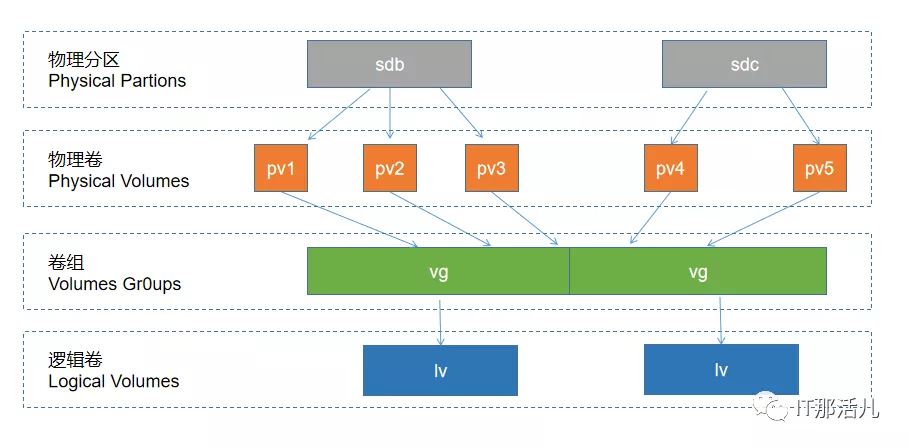 物理分区
Physical Partions
sdb
sdc
物理卷
Physical Volumes
pv1
pv2
pv3
pv4
pv5
卷组
Volumes Gr0ups
vg
vg
逻辑卷
Logical Volumes
lv
lv
IT那活儿